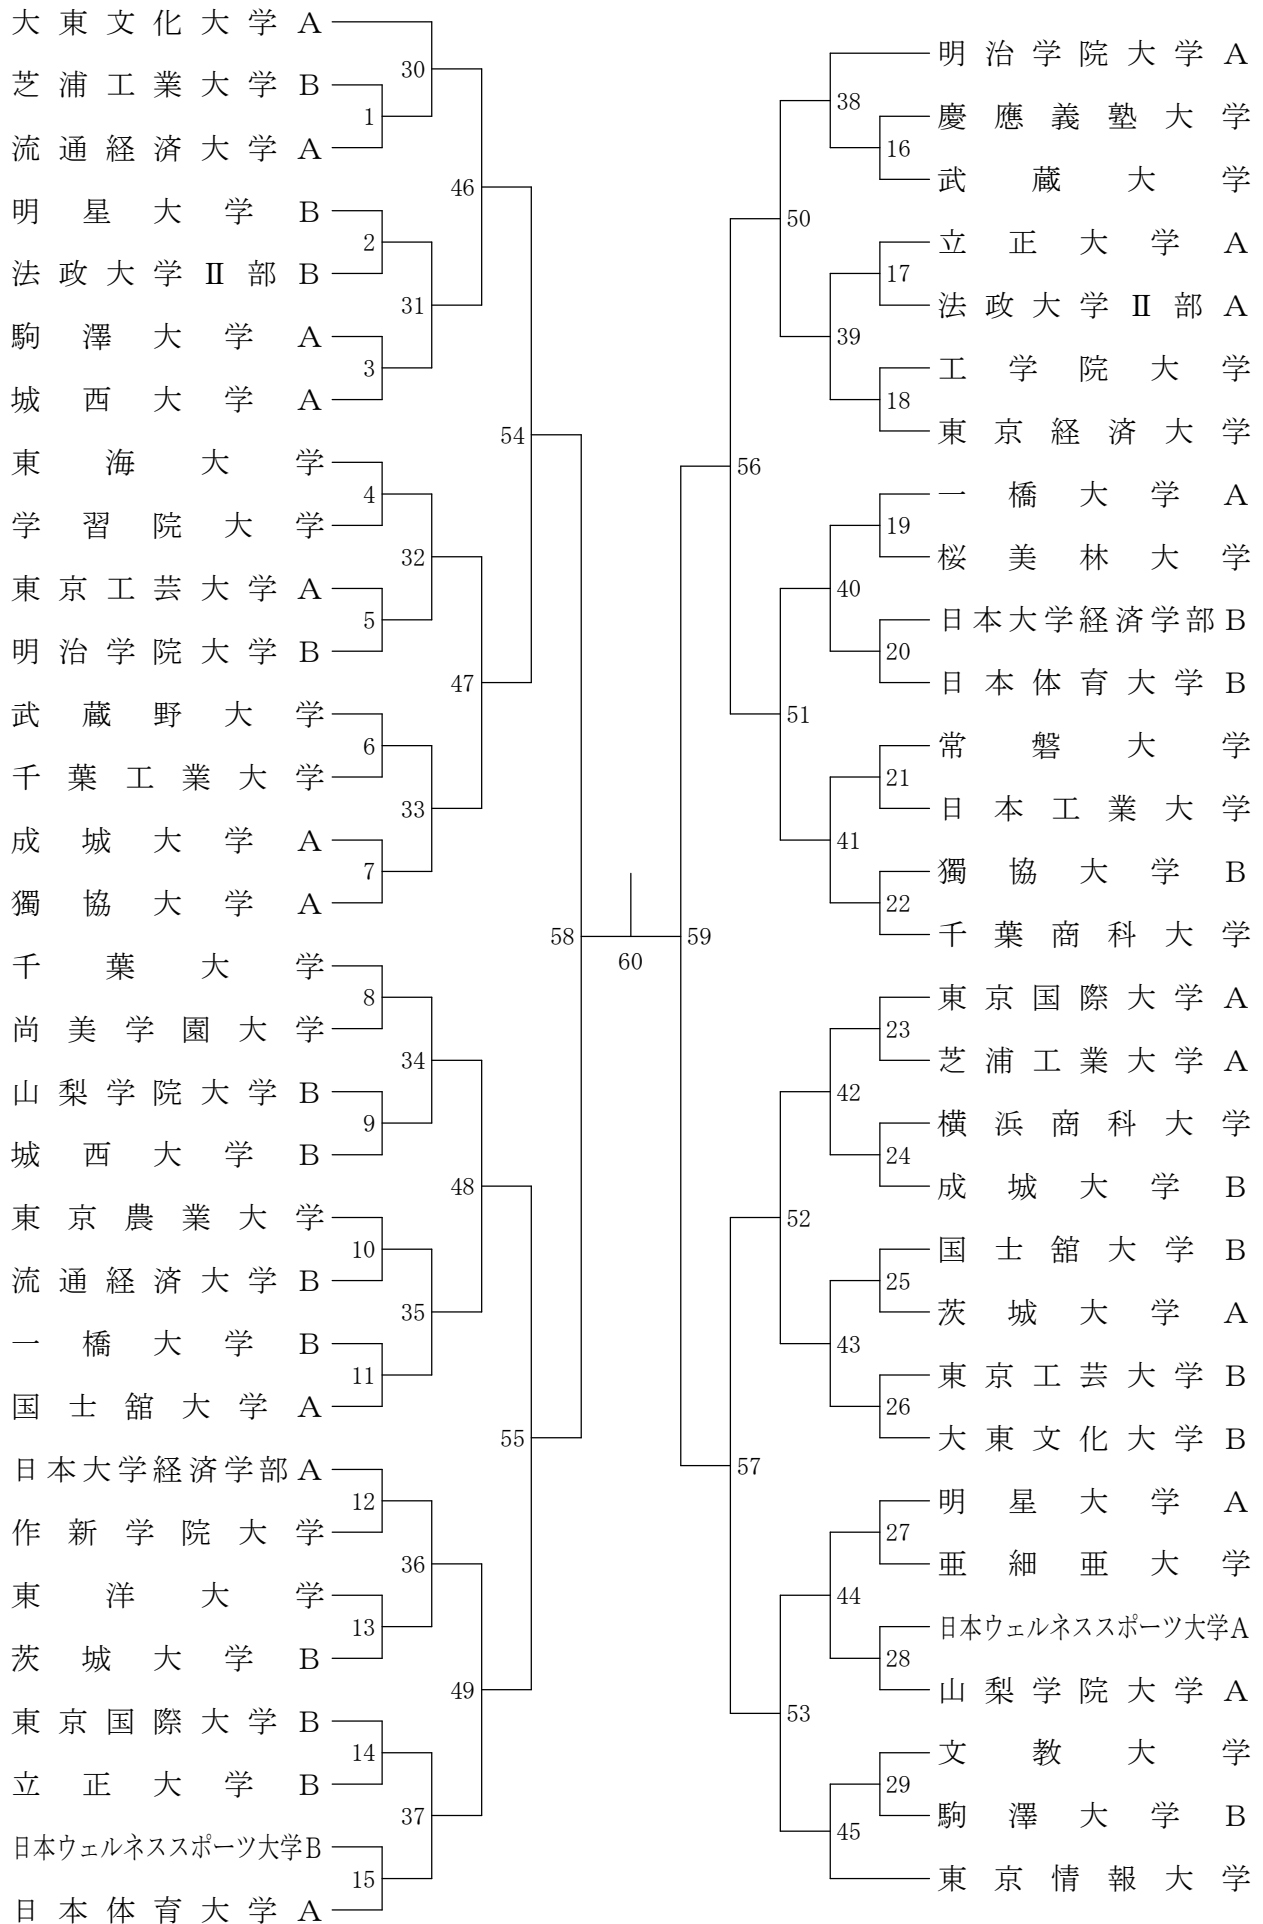 大東文化大学A
30
芝浦工業大学B
1
流通経済大学A
46
明星大学B
2
法政大学Ⅱ部B
31
駒澤大学A
3
城西大学A
54
東海大学
4
学習院大学
32
東京工芸大学A
5
明治学院大学B
47
武蔵野大学
6
千葉工業大学
33
成城大学A
7
獨協大学A
58
千葉大学
8
尚美学園大学
34
山梨学院大学B
9
城西大学B
48
東京農業大学
10
流通経済大学B
35
一橋大学B
11
国士舘大学A
55
日本大学経済学部A
12
作新学院大学
36
東洋大学
13
茨城大学B
49
東京国際大学B
14
立正大学B
37
日本ウェルネススポーツ大学B
15
日本体育大学A
60
明治学院大学A
38
慶應義塾大学
16
武蔵大学
50
立正大学A
17
法政大学Ⅱ部A
39
工学院大学
18
東京経済大学
56
一橋大学A
19
桜美林大学
40
日本大学経済学部B
20
日本体育大学B
51
常磐大学
21
日本工業大学
41
獨協大学B
22
千葉商科大学
59
東京国際大学A
23
芝浦工業大学A
42
横浜商科大学
24
成城大学B
52
国士舘大学B
25
茨城大学A
43
東京工芸大学B
26
大東文化大学B
57
明星大学A
27
亜細亜大学
44
日本ウェルネススポーツ大学A
28
山梨学院大学A
53
文教大学
29
駒澤大学B
45
東京情報大学